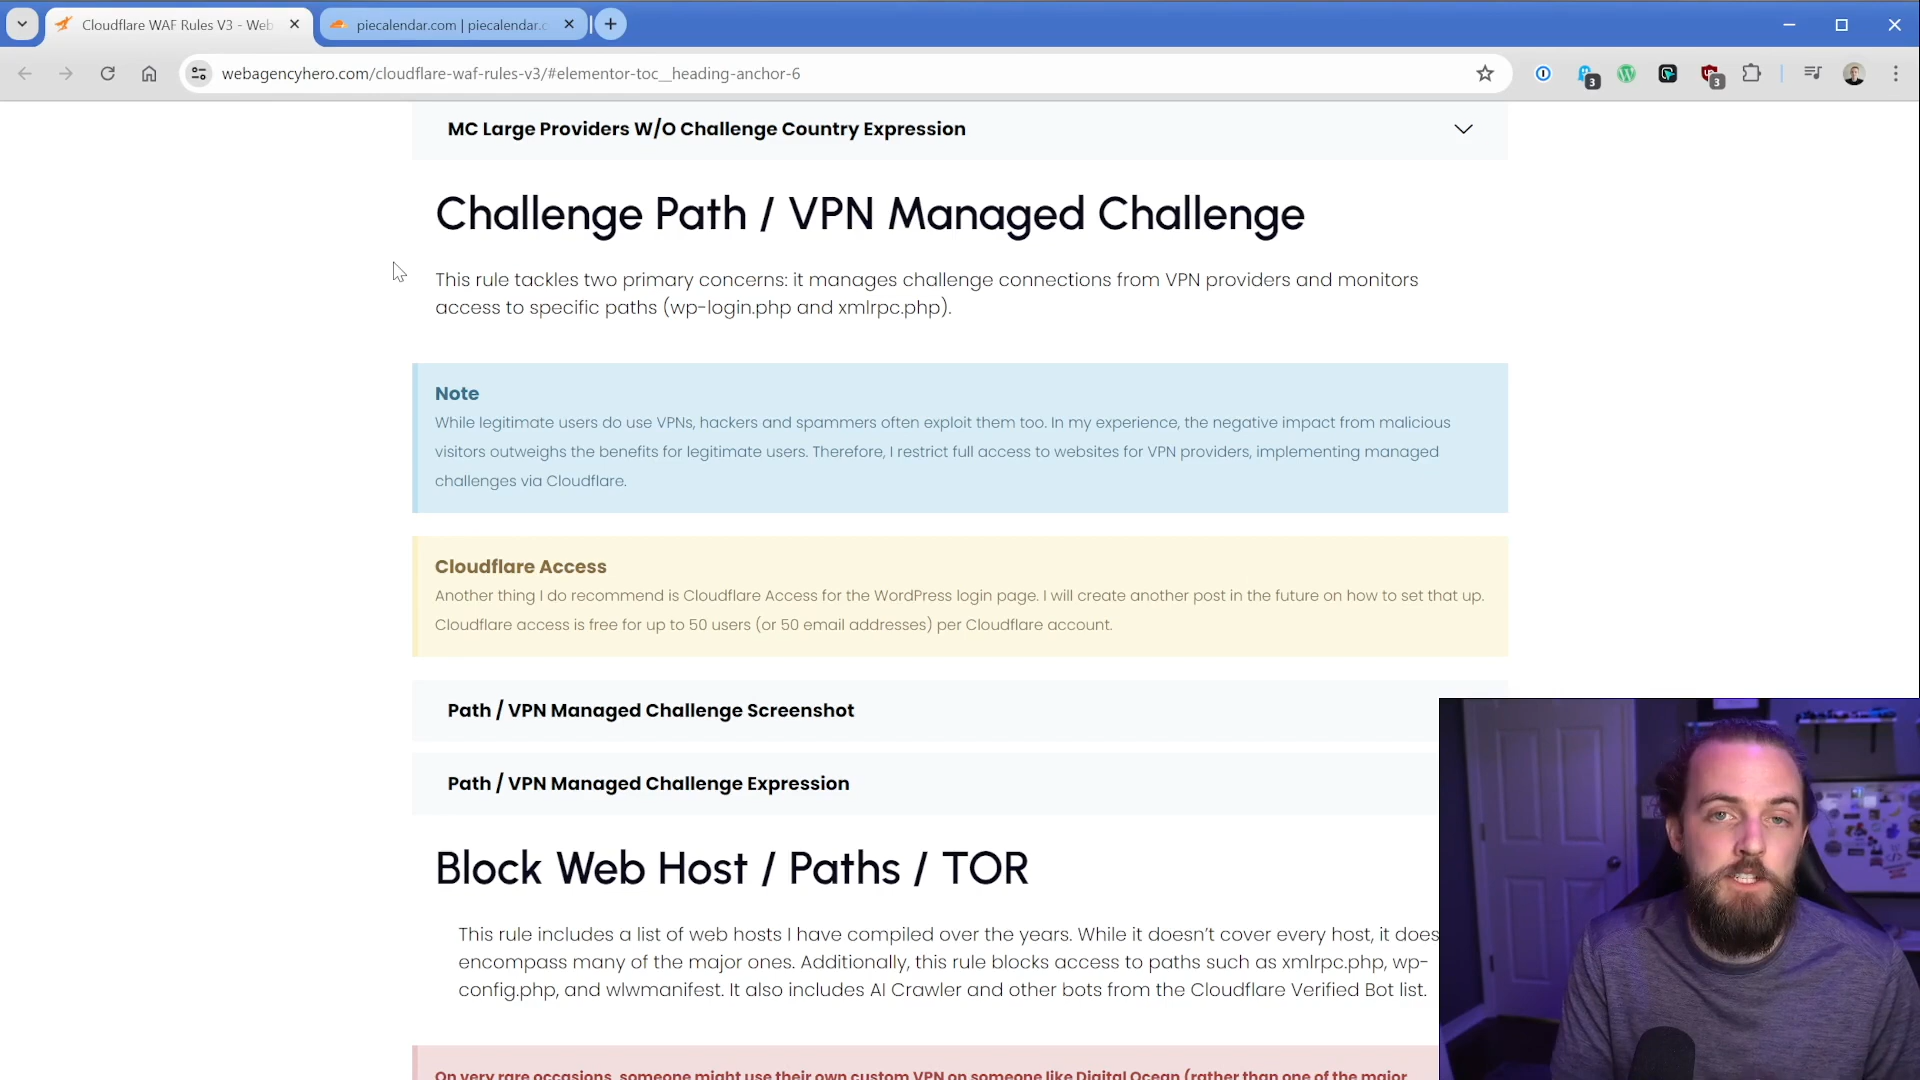 Cloudflare WAF Rules V3 - Web
piecalendar.com | piecalendar.c
webagencyhero.com/cloudflare-waf-rules-v3/#elementor-toc__heading-anchor-6
3
3
MC Large Providers W/O Challenge Country Expression
Challenge Path / VPN Managed Challenge
This rule tackles two primary concerns: it manages challenge connections from VPN providers and monitors
access to specific paths (wp-login.php and xmlrpc.php).
Note
While legitimate users do use VPNs, hackers and spammers often exploit them too. In my experience, the negative impact from malicious
visitors outweighs the benefits for legitimate users. Therefore, I restrict full access to websites for VPN providers, implementing managed
challenges via Cloudflare.
Cloudflare Access
Another thing I do recommend is Cloudflare Access for the WordPress login page. I will create another post in the future on how to set that up.
Cloudflare access is free for up to 50 users (or 50 email addresses) per Cloudflare account.
Path / VPN Managed Challenge Screenshot
Path / VPN Managed Challenge Expression
Block Web Host / Paths / TOR
This rule includes a list of web hosts I have compiled over the years. While it doesn't cover every host, it does
encompass many of the major ones. Additionally, this rule blocks access to paths such as xmlrpc.php, wp-
config.php, and wlwmanifest. It also includes AI Crawler and other bots from the Cloudflare Verified Bot list.
On very rare occasions, someone might use their own custom VPN on someone like Digital Ocean (rather than one of the major